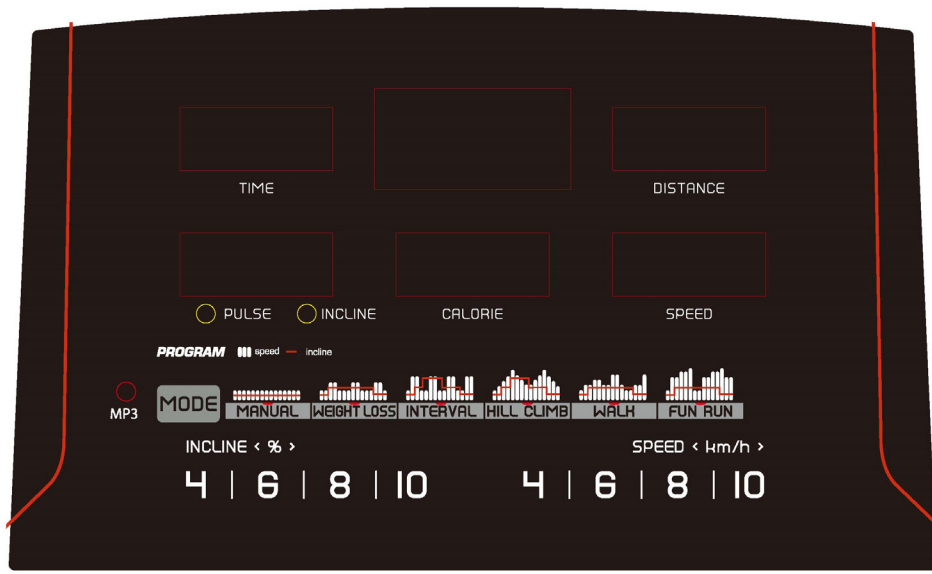 TIME DISTANCE
PULSE INCLINE CALORIE SPEED
PROGRAM speed incline
MP3 MODE MANUAL WEIGHT LOSS INTERVAL HILL CLIMB WALK FUN RUN
INCLINE < % > SPEED < km/h >
4 | 6 | 8 | 10 4 | 6 | 8 | 10